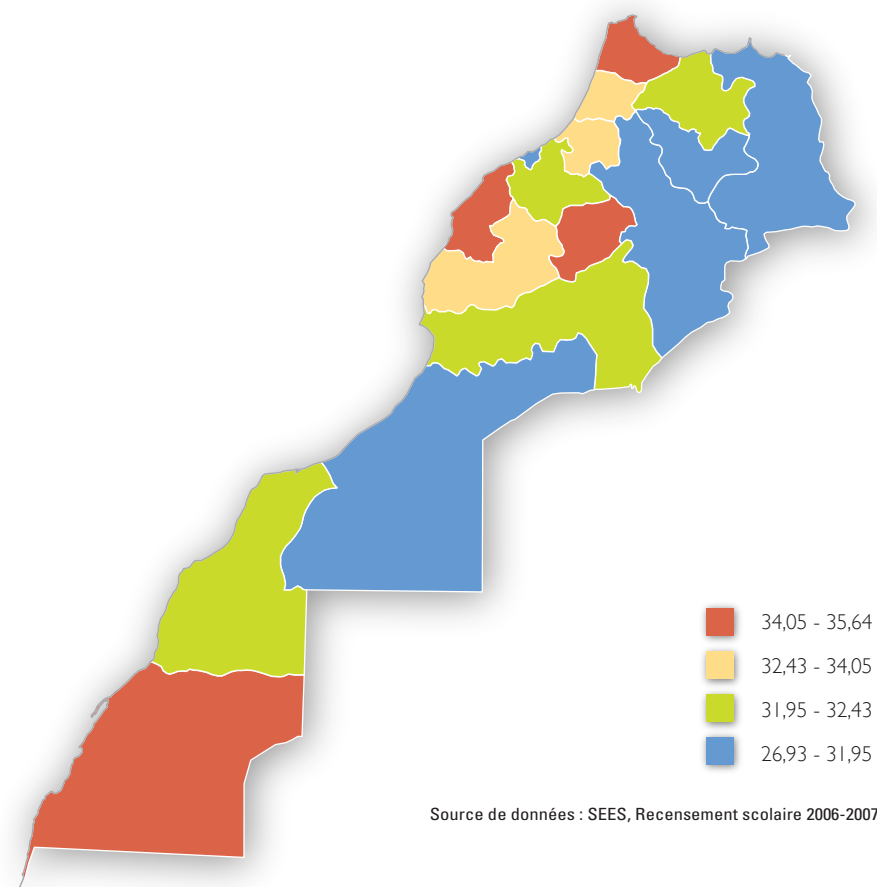 34,05 - 35,64
32,43 - 34,05
31,95 - 32,43
26,93 - 31,95
Source de données : SEES, Recensement scolaire 2006-2007